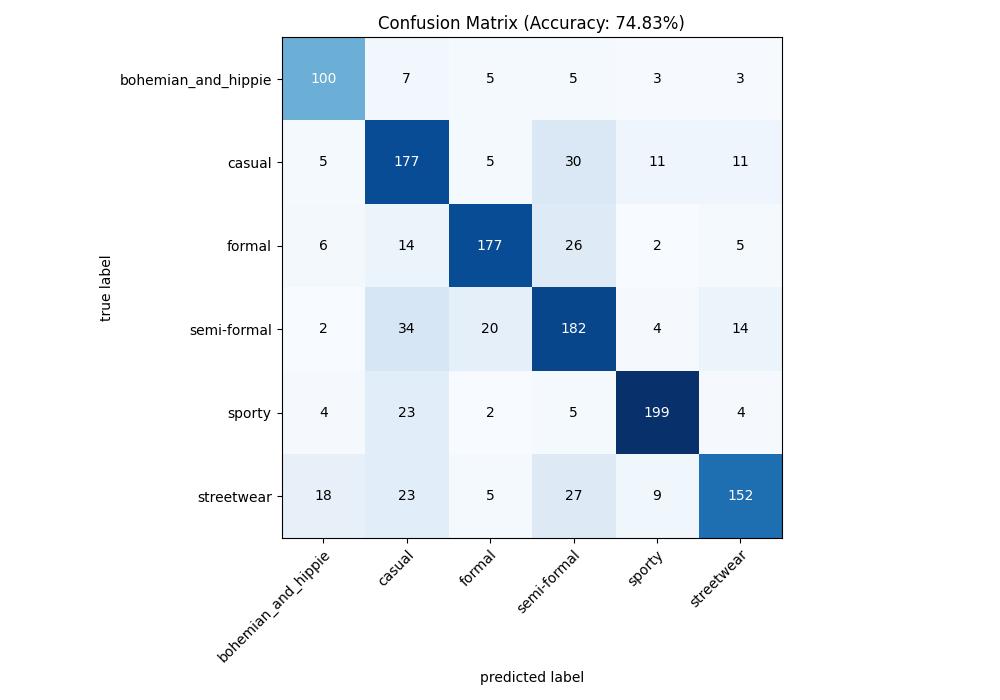 Confusion Matrix (Accuracy: 74.83%)
bohemian_and_hippie 100 7 5 5 3 3
casual 5 177 5 30 11 11
formal 6 14 177 26 2 5
true label
semi-formal 2 34 20 182 4 14
sporty 4 23 2 5 199 4
streetwear 18 23 5 27 9 152
bohemian_and_hippie casual formal semi-formal sporty streetwear
predicted label